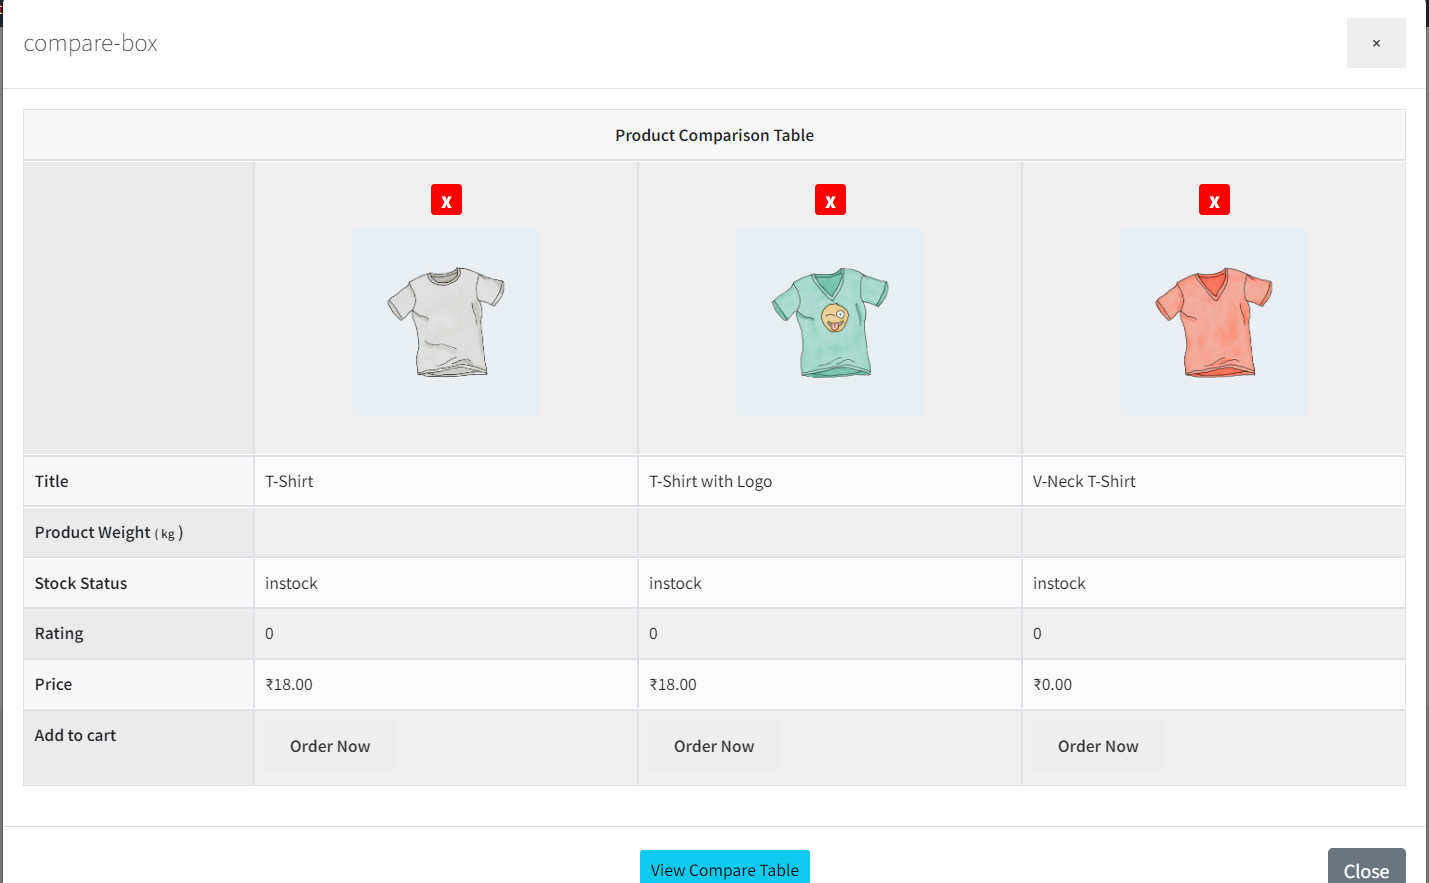 compare-box
×
Product Comparison Table
x x x
Title T-Shirt T-Shirt with Logo V-Neck T-Shirt
Product Weight ( kg )
Stock Status instock instock instock
Rating 0 0 0
Price ₹18.00 ₹18.00 ₹0.00
Add to cart Order Now Order Now Order Now
View Compare Table
Close